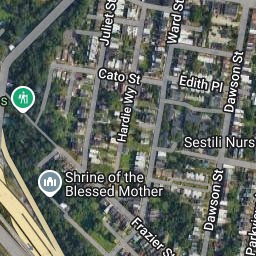 Juliet St
Ward St
Cato St
Edith Pl
Dawson St
Hardie Wy
s
Sestili Nurs
Shrine of the
Blessed Mother
Dawson St
Frazier St